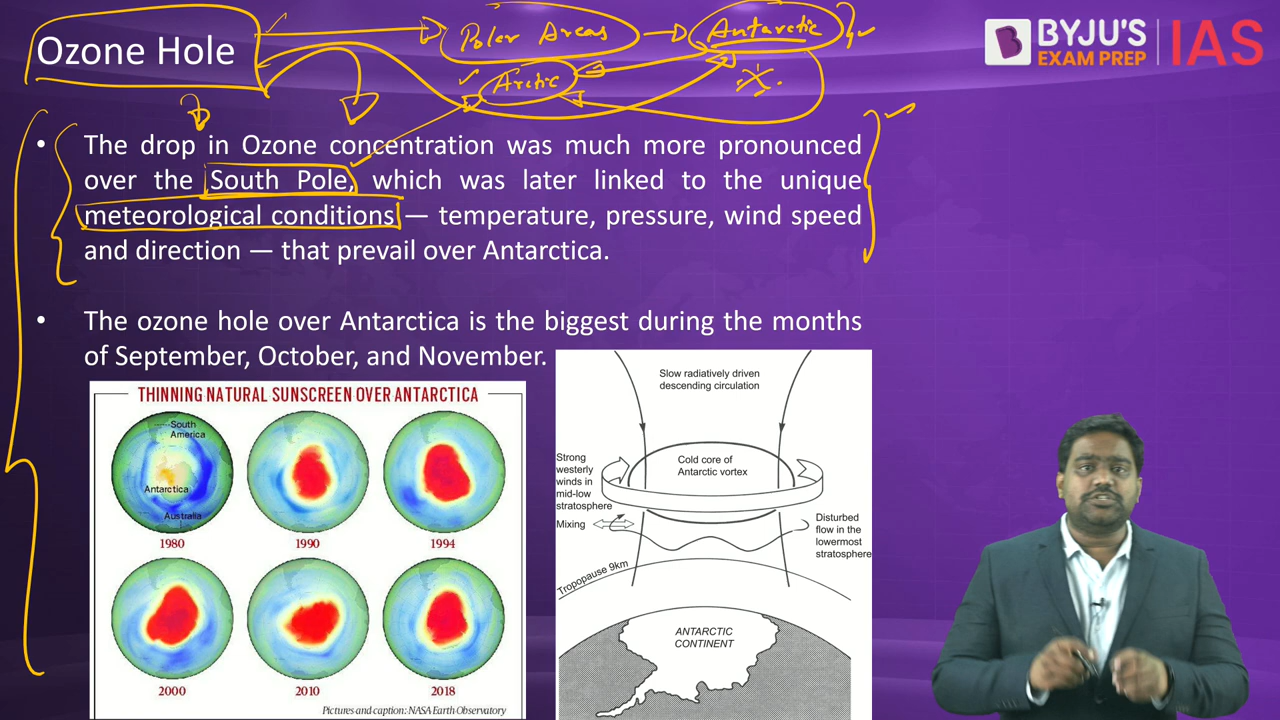 Ozone Hole
Polar Areas
Antarctic
Arctic
BYJU'S
EXAM PREP
IAS
• The drop in Ozone concentration was much more pronounced
over the South Pole, which was later linked to the unique
meteorological conditions — temperature, pressure, wind speed
and direction — that prevail over Antarctica.
• The ozone hole over Antarctica is the biggest during the months
of September, October, and November.
THINNING NATURAL SUNSCREEN OVER ANTARCTICA
South
America
Antarctica
Australia
1980
1990
1994
2000
2010
2018
Pictures and caption: NASA Earth Observatory
Slow radiatively driven
descending circulation
Strong
westerly
winds in
mid-low
stratosphere
Cold core of
Antarctic vortex
Mixing
Disturbed
flow in the
lowermost
stratosphere
Tropopause 9km
ANTARCTIC
CONTINENT